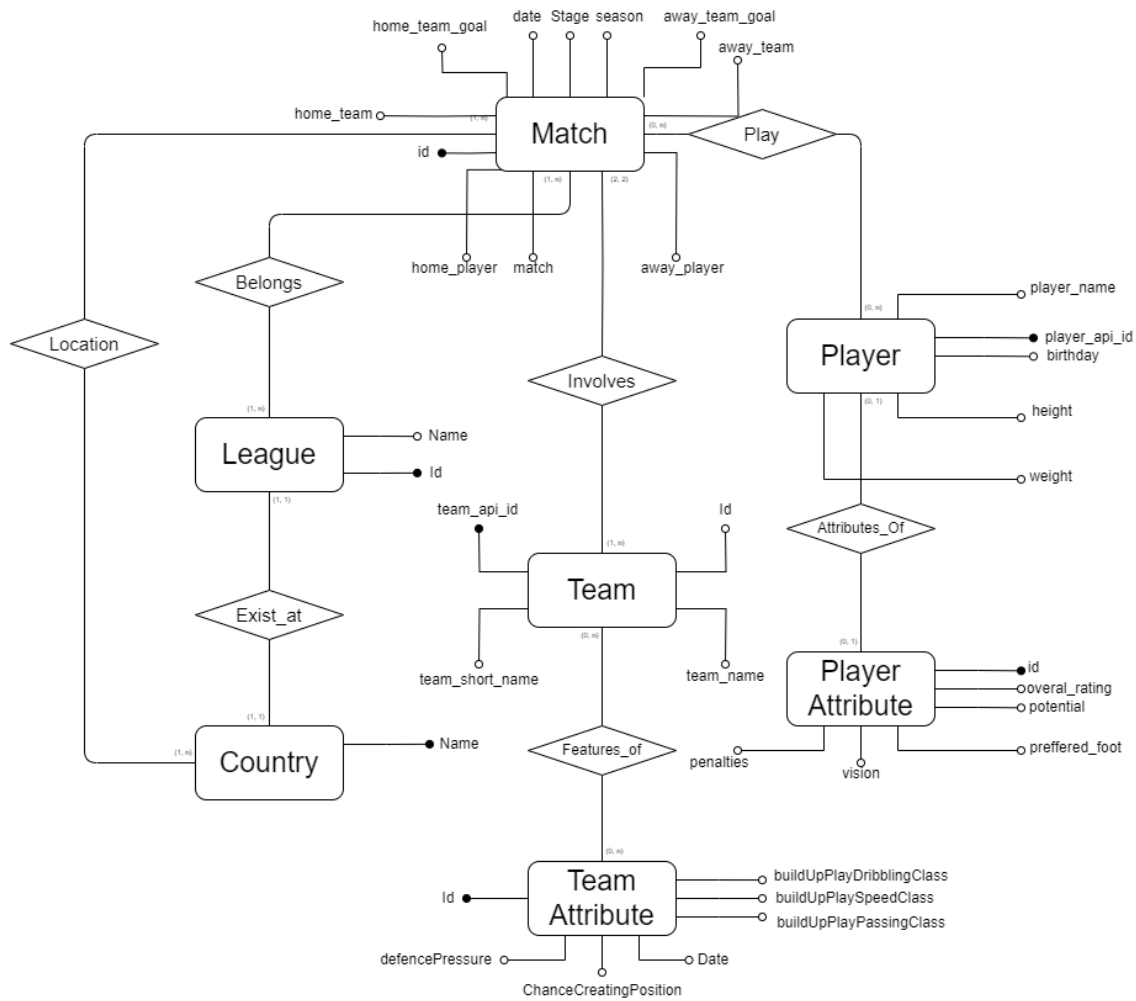 date
Stage
season
away_team_goal
home_team_goal
away_team
home_team
(1, n)
Match
(0, n)
Play
id
(1, n)
(2, 2)
home_player
match
away_player
Belongs
player_name
(0, n)
Location
Player
player_api_id
birthday
Involves
(0, 1)
(1, n)
height
League
Name
Id
weight
(1, 1)
team_api_id
Id
Attributes_Of
(1, n)
Team
Exist_at
(0, n)
(0, 1)
team_short_name
team_name
Player
Attribute
id
overal_rating
potential
(1, 1)
Name
(1, n)
Country
Features_of
penalties
vision
preffered_foot
(0, n)
Team
Attribute
buildUpPlayDribblingClass
Id
buildUpPlaySpeedClass
buildUpPlayPassingClass
defencePressure
Date
ChanceCreatingPosition